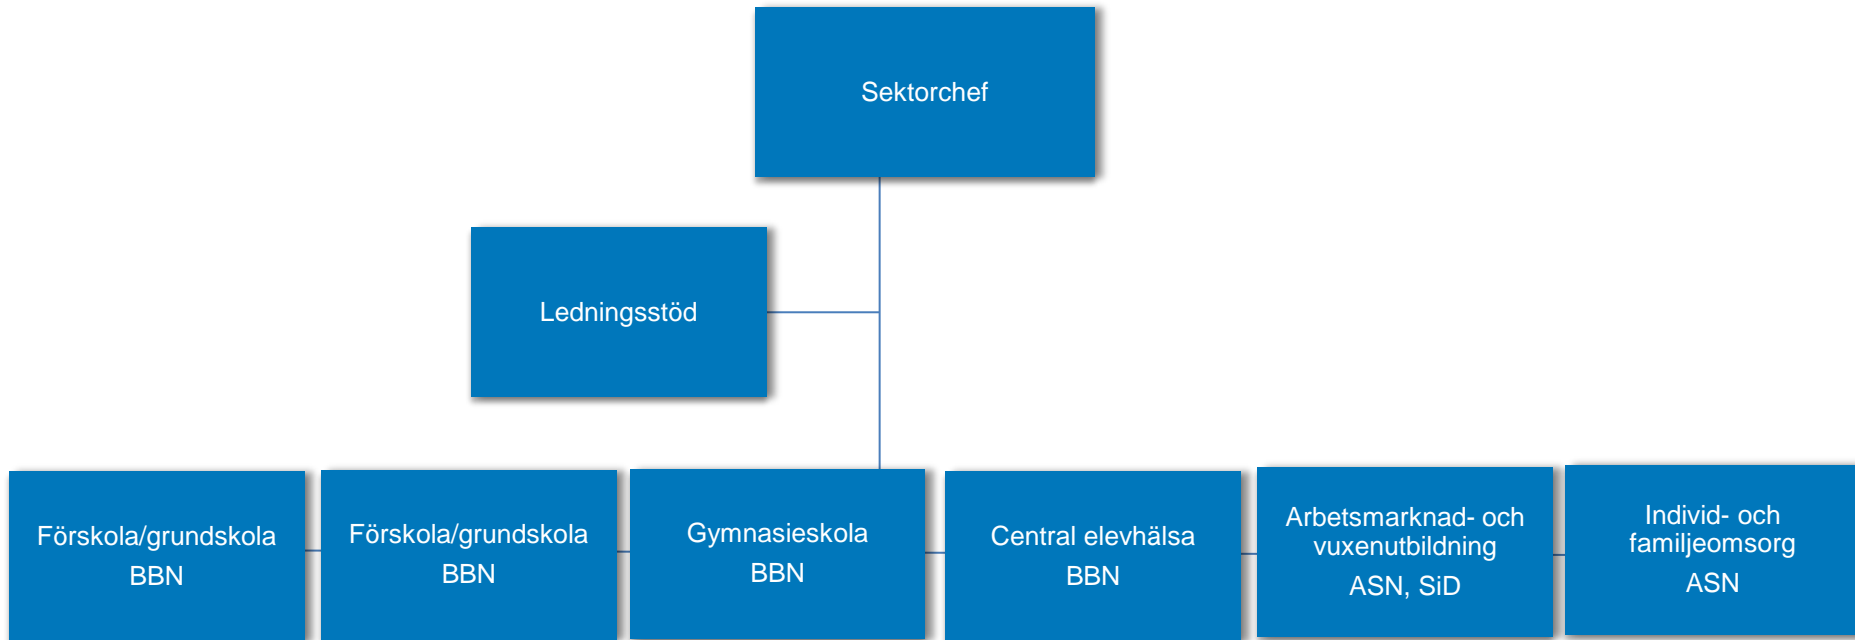 Sektorchef
Ledningsstöd
Förskola/grundskola
BBN
Förskola/grundskola
BBN
Gymnasieskola
BBN
Central elevhälsa
BBN
Arbetsmarknad- och
vuxenutbildning
ASN, SiD
Individ- och
familjeomsorg
ASN